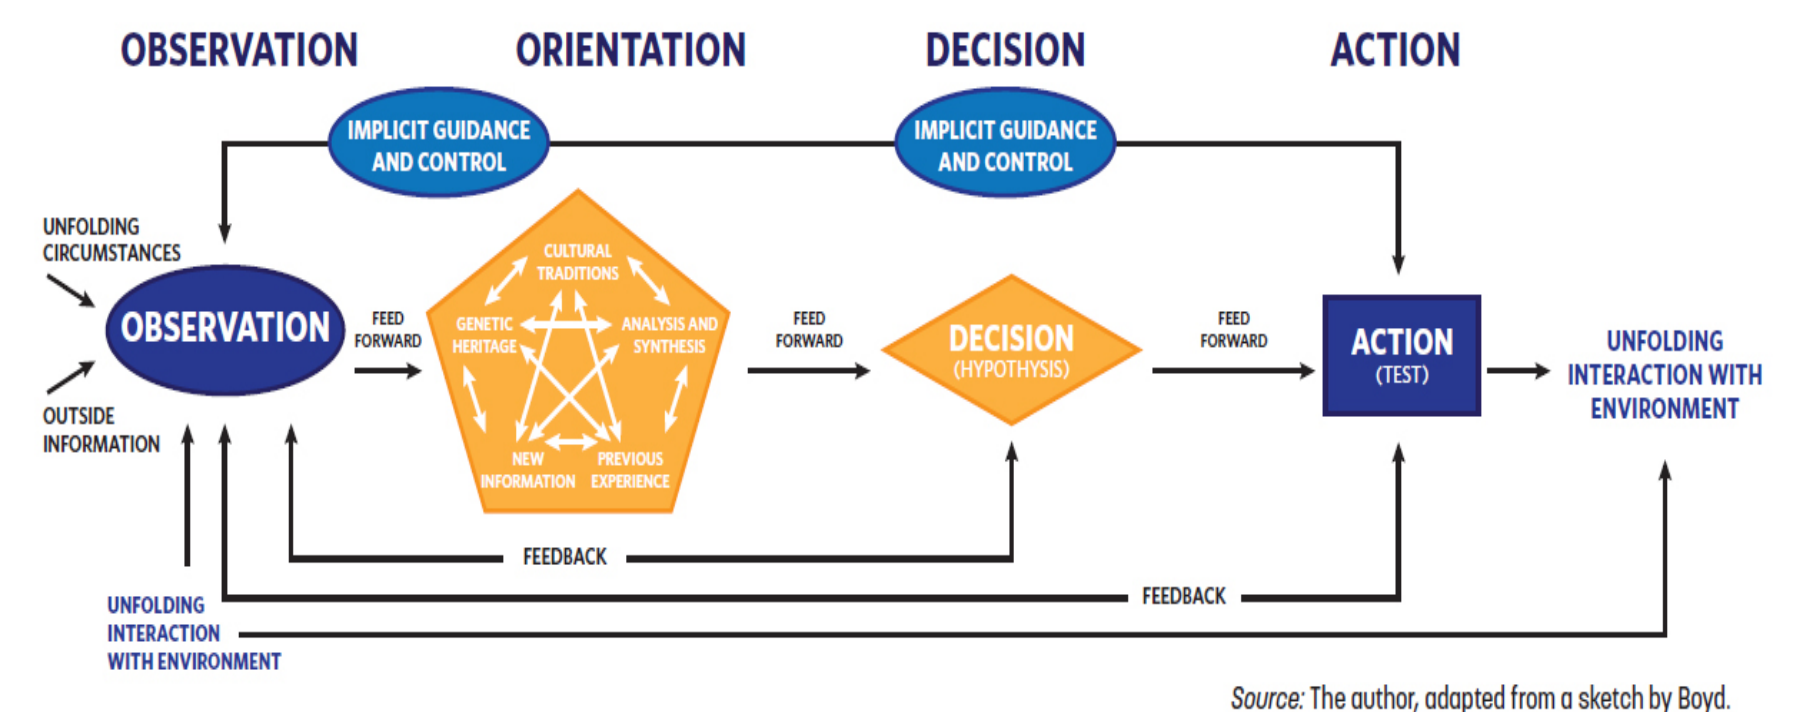 OBSERVATION
ORIENTATION
DECISION
ACTION
IMPLICIT GUIDANCE
AND CONTROL
IMPLICIT GUIDANCE
AND CONTROL
UNFOLDING
CIRCUMSTANCES
OBSERVATION
OUTSIDE
INFORMATION
FEED
FORWARD
CULTURAL
TRADITIONS
GENETIC
HERITAGE
ANALYSIS AND
SYNTHESIS
NEW
INFORMATION
PREVIOUS
EXPERIENCE
FEED
FORWARD
DECISION
(HYPOTHYSIS)
FEED
FORWARD
ACTION
(TEST)
UNFOLDING
INTERACTION WITH
ENVIRONMENT
FEEDBACK
FEEDBACK
UNFOLDING
INTERACTION
WITH ENVIRONMENT
Source: The author, adapted from a sketch by Boyd.